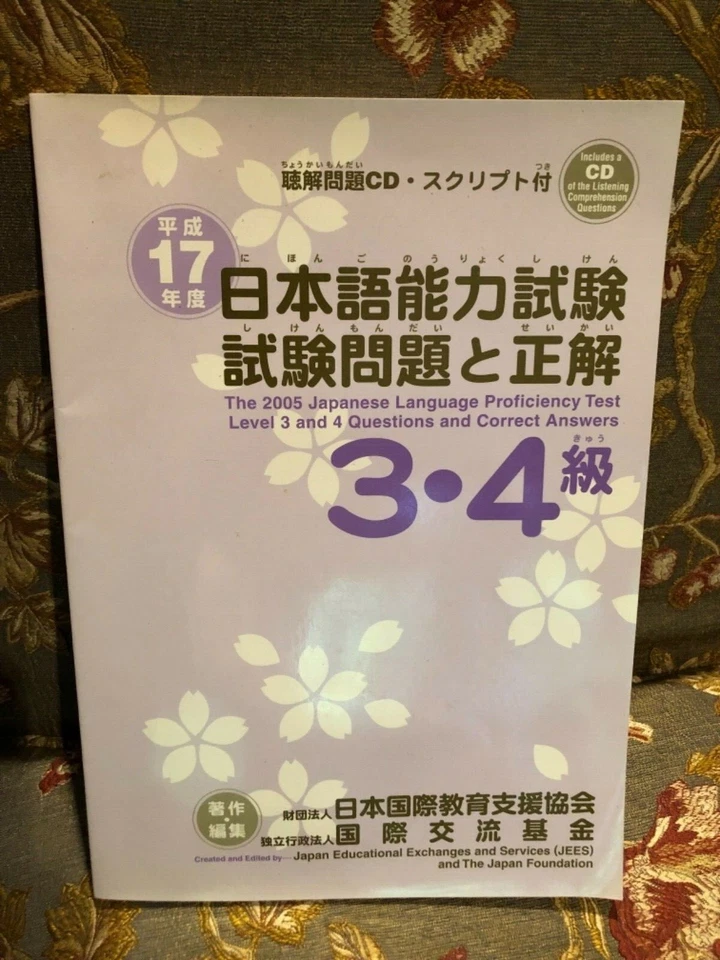 ちょうかいもんだい つき
聴解問題CD・スクリプト付
Includes a
CD
of the Listening
Comprehension
Questions
平成
17
年度
に ほん ご のうりょく し けん
日本語能力試験
し けん もん だい せい かい
試験問題と正解
The 2005 Japanese Language Proficiency Test
Level 3 and 4 Questions and Correct Answers
きゅう
3・4級
著作・
編集
財団法人 日本国際教育支援協会
独立行政法人 国際交流基金
Created and Edited by Japan Educational Exchanges and Services (JEES)
and The Japan Foundation